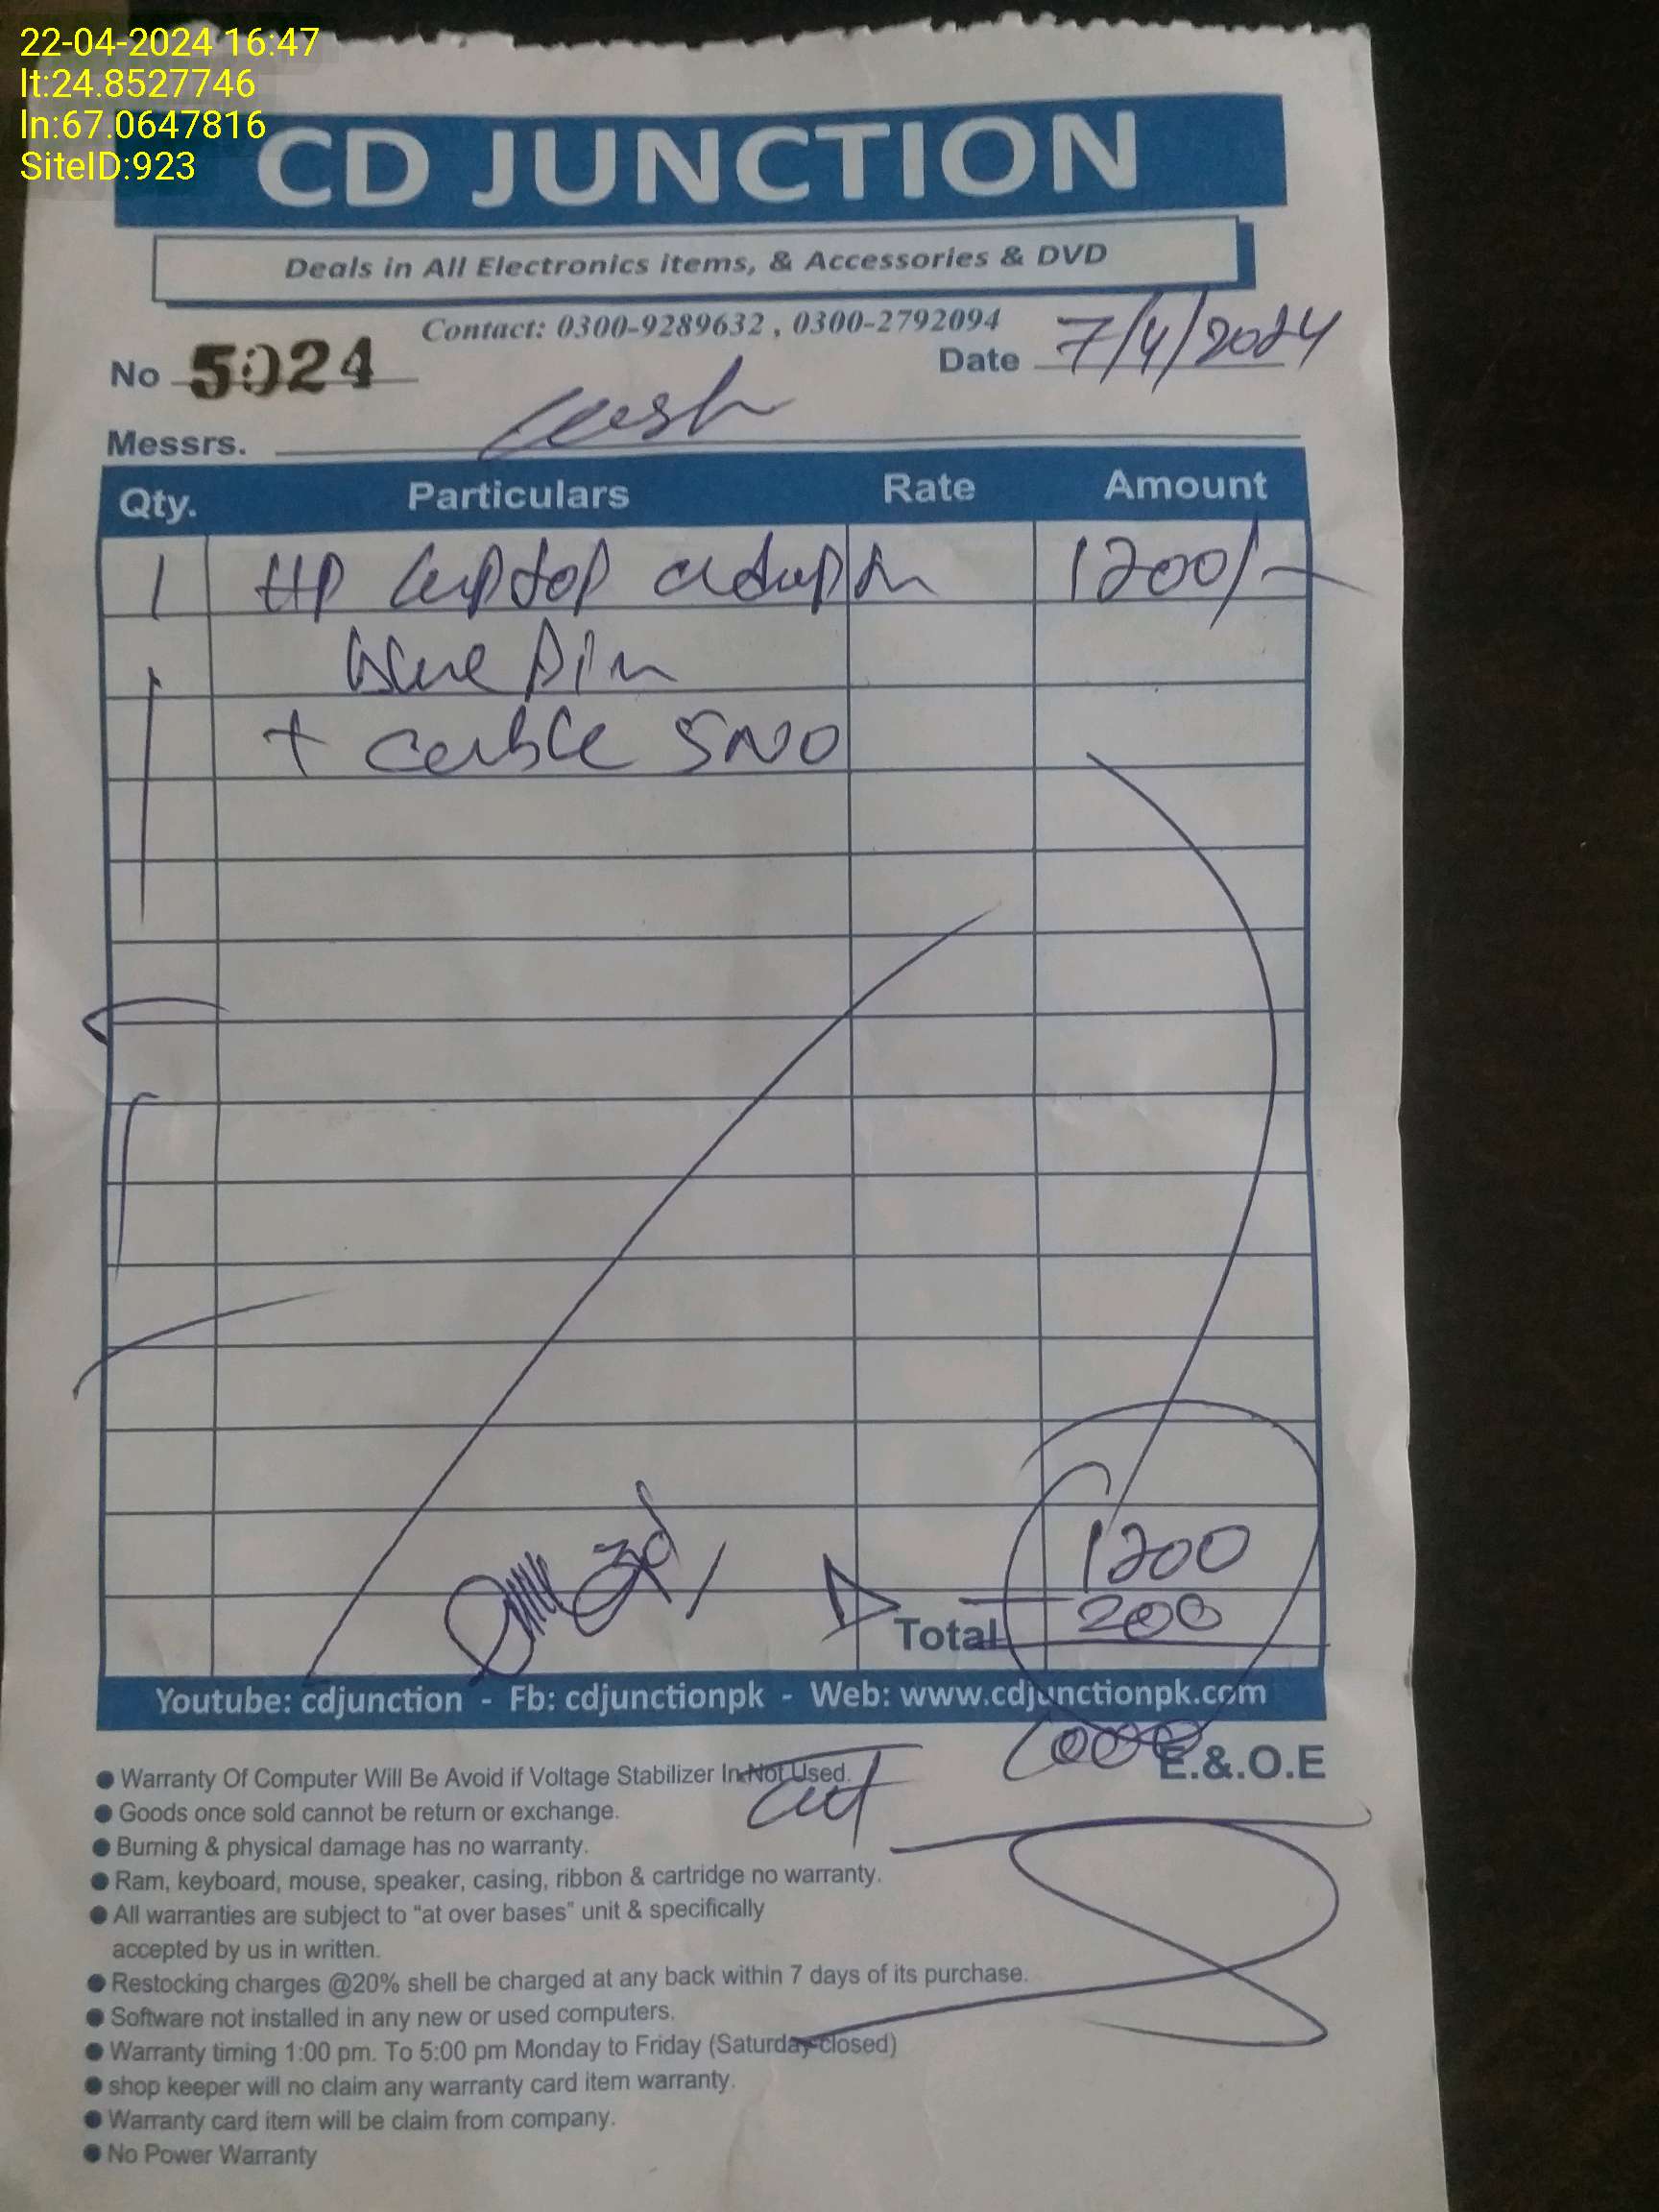 22-04-2024 16:47
lt:24.8527746
ln:67.0647816
SiteID:923
CD JUNCTION
Deals in All Electronics items, & Accessories & DVD
Contact: 0300-9289632 , 0300-2792094
No 5024 Date 7/4/2024
Messrs. Cash
Qty. Particulars Rate Amount
1 HP Laptop adapt 1200/-
blue pin
+ cable
1200
Total 200
Youtube: cdjunction - Fb: cdjunctionpk - Web: www.cdjunctionpk.com
1000 E.&.O.E
● Warranty Of Computer Will Be Avoid if Voltage Stabilizer In Not Used.
● Goods once sold cannot be return or exchange.
● Burning & physical damage has no warranty.
● Ram, keyboard, mouse, speaker, casing, ribbon & cartridge no warranty.
● All warranties are subject to "at over bases" unit & specifically
accepted by us in written.
● Restocking charges @20% shell be charged at any back within 7 days of its purchase.
● Software not installed in any new or used computers.
● Warranty timing 1:00 pm. To 5:00 pm Monday to Friday (Saturday closed)
● shop keeper will no claim any warranty card item warranty.
● Warranty card item will be claim from company.
● No Power Warranty